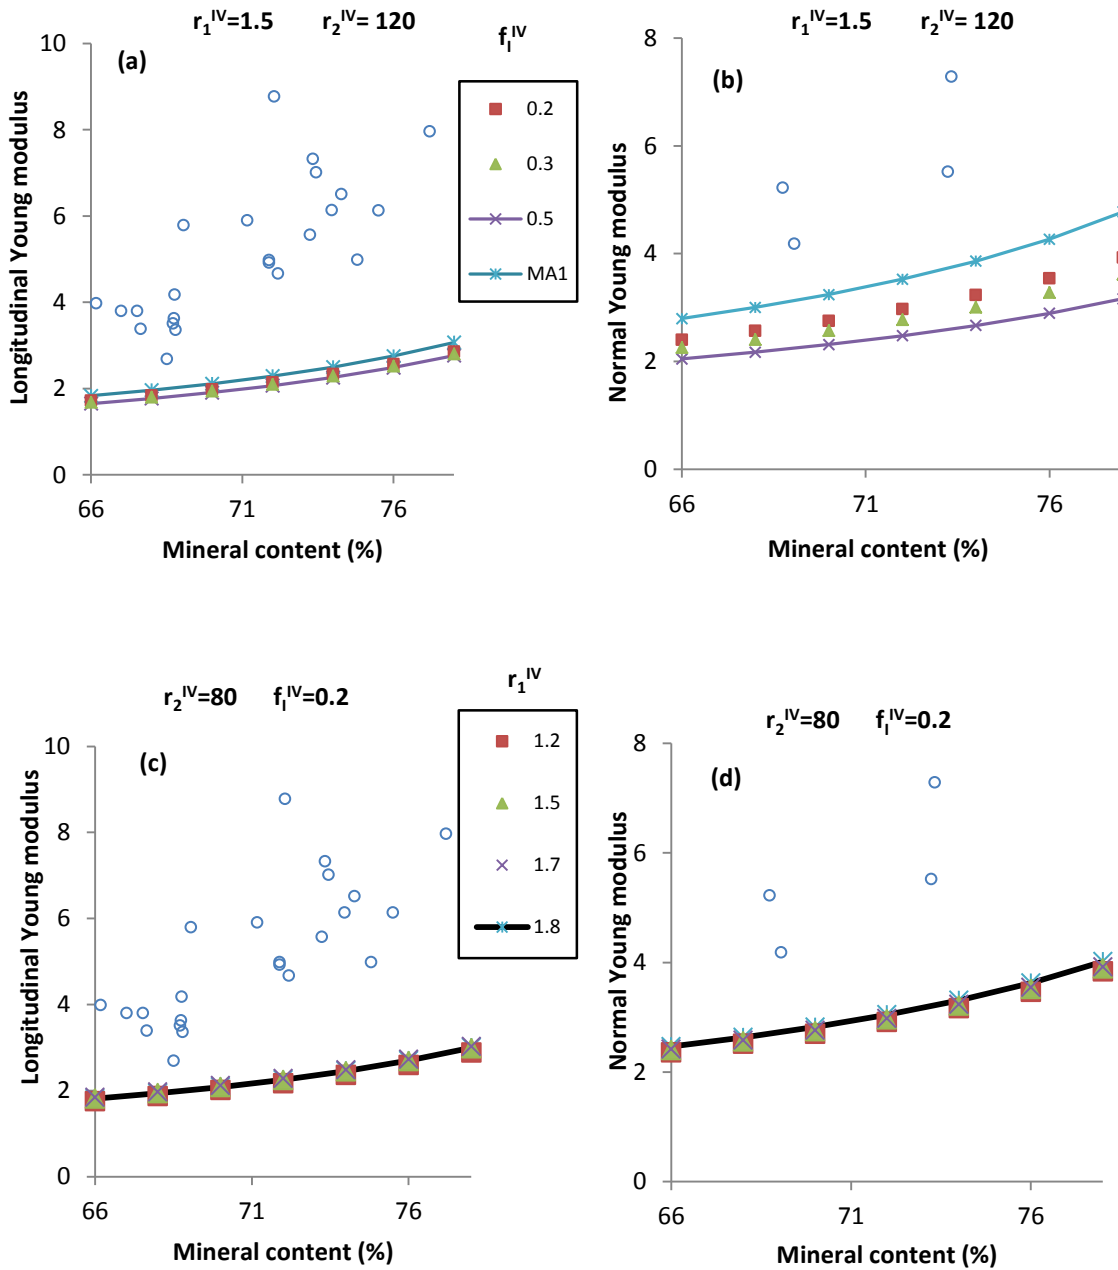 r₁ᴵⱽ=1.5 r₂ᴵⱽ= 120
fᵢᴵⱽ
(a)
Longitudinal Young modulus
10
8
6
4
2
0
66 71 76
Mineral content (%)
0.2
0.3
0.5
MA1
r₁ᴵⱽ=1.5 r₂ᴵⱽ= 120
(b)
Normal Young modulus
8
6
4
2
0
66 71 76
Mineral content (%)
r₂ᴵⱽ=80 fᵢᴵⱽ=0.2
r₁ᴵⱽ
(c)
Longitudinal Young modulus
10
8
6
4
2
0
66 71 76
Mineral content (%)
1.2
1.5
1.7
1.8
r₂ᴵⱽ=80 fᵢᴵⱽ=0.2
(d)
Normal Young modulus
8
6
4
2
0
66 71 76
Mineral content (%)